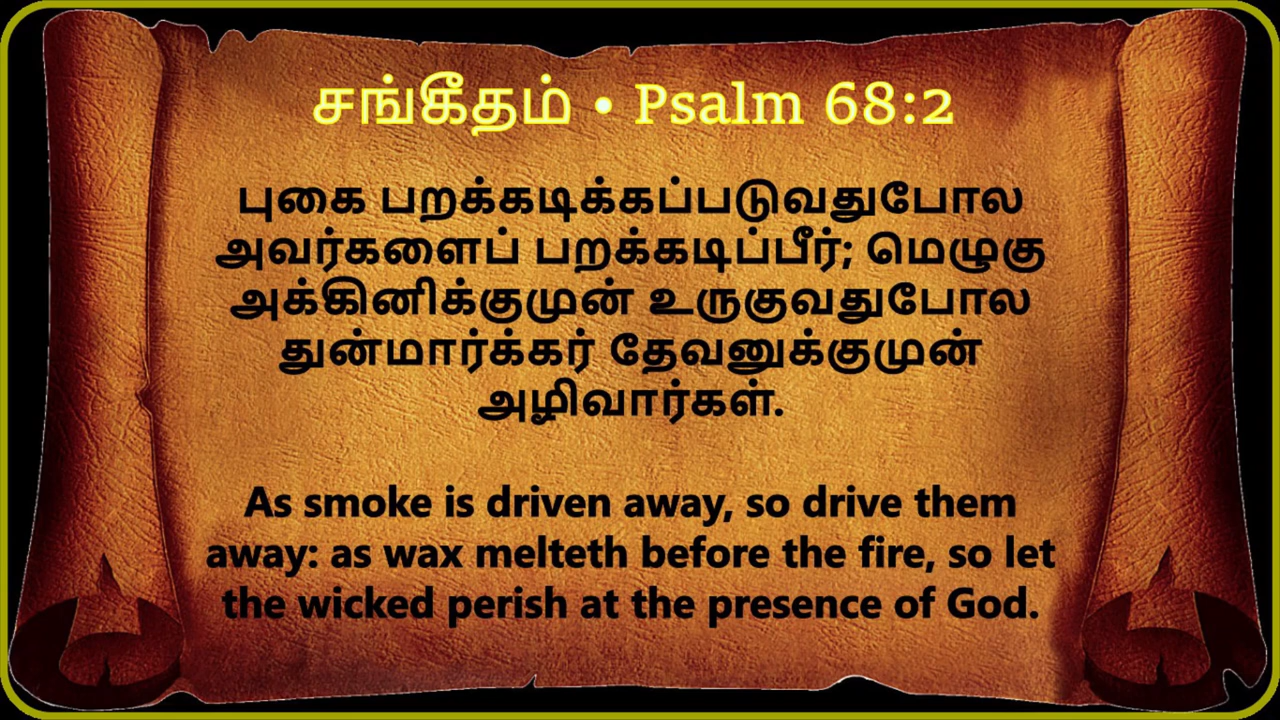 சங்கீதம் • Psalm 68:2
புகை பறக்கடிக்கப்படுவதுபோல
அவர்களைப் பறக்கடிப்பீர்; மெழுகு
அக்கினிக்குமுன் உருகுவதுபோல
துன்மார்க்கர் தேவனுக்குமுன்
அழிவார்கள்.
As smoke is driven away, so drive them
away: as wax melteth before the fire, so let
the wicked perish at the presence of God.